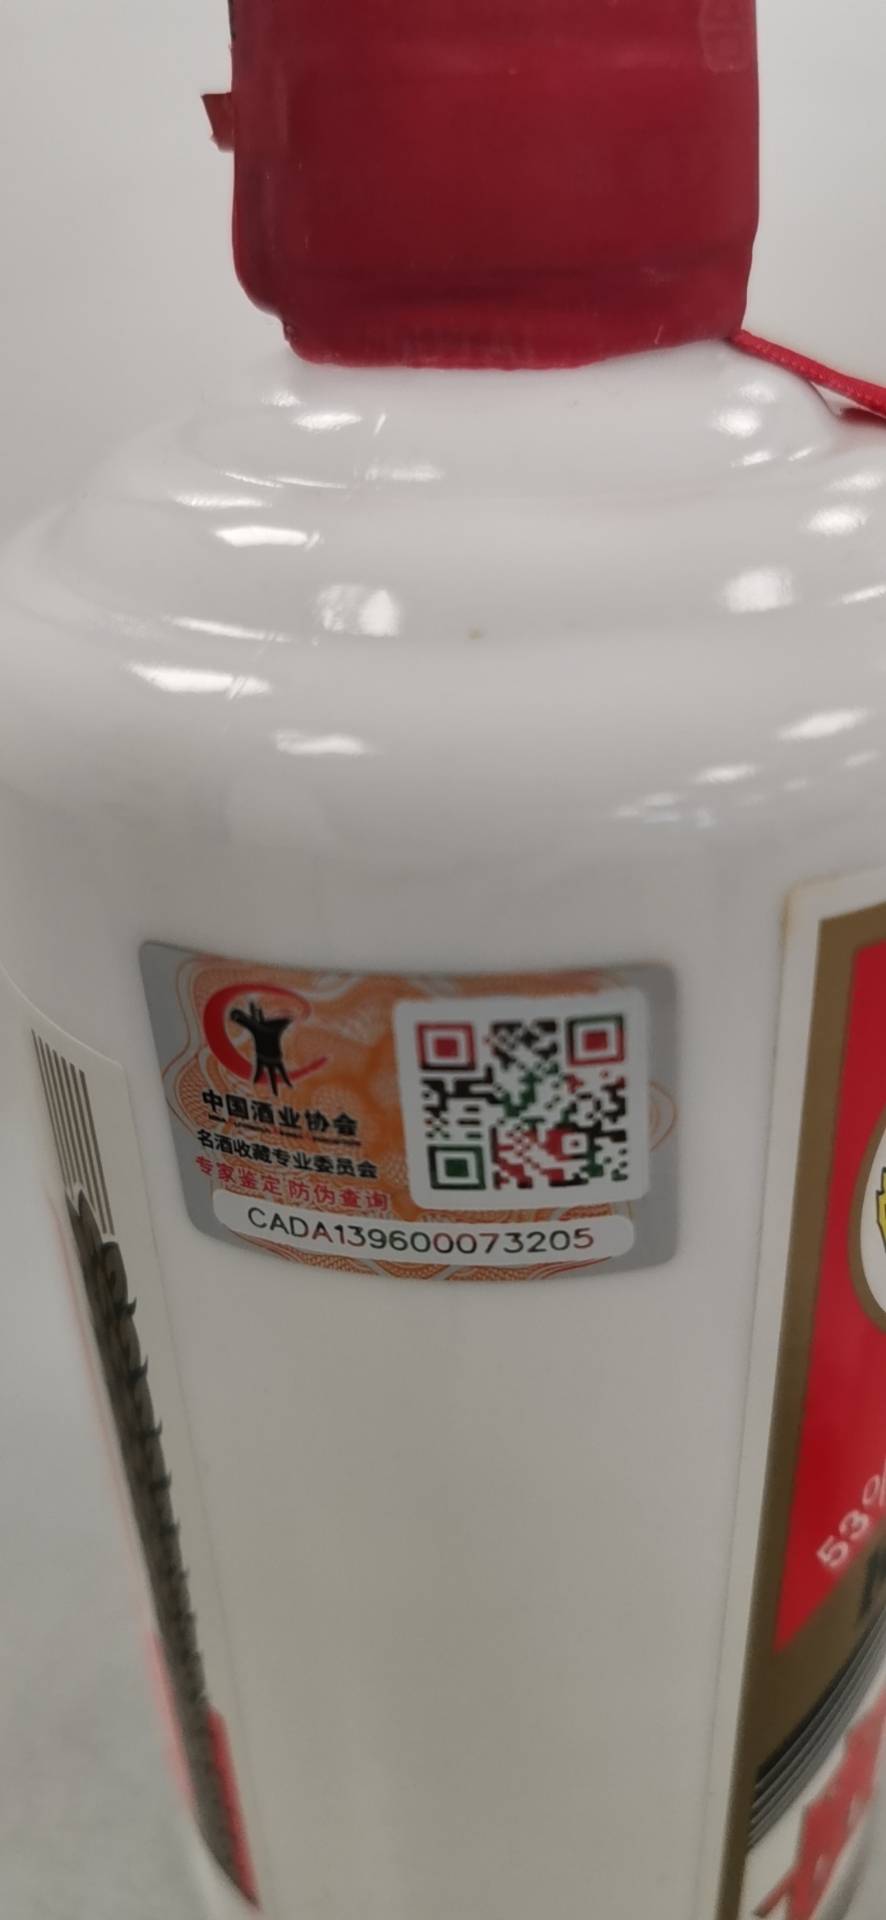 中国酒业协会
名酒收藏专业委员会
专家鉴定 防伪查询
CADA139600073205
53%